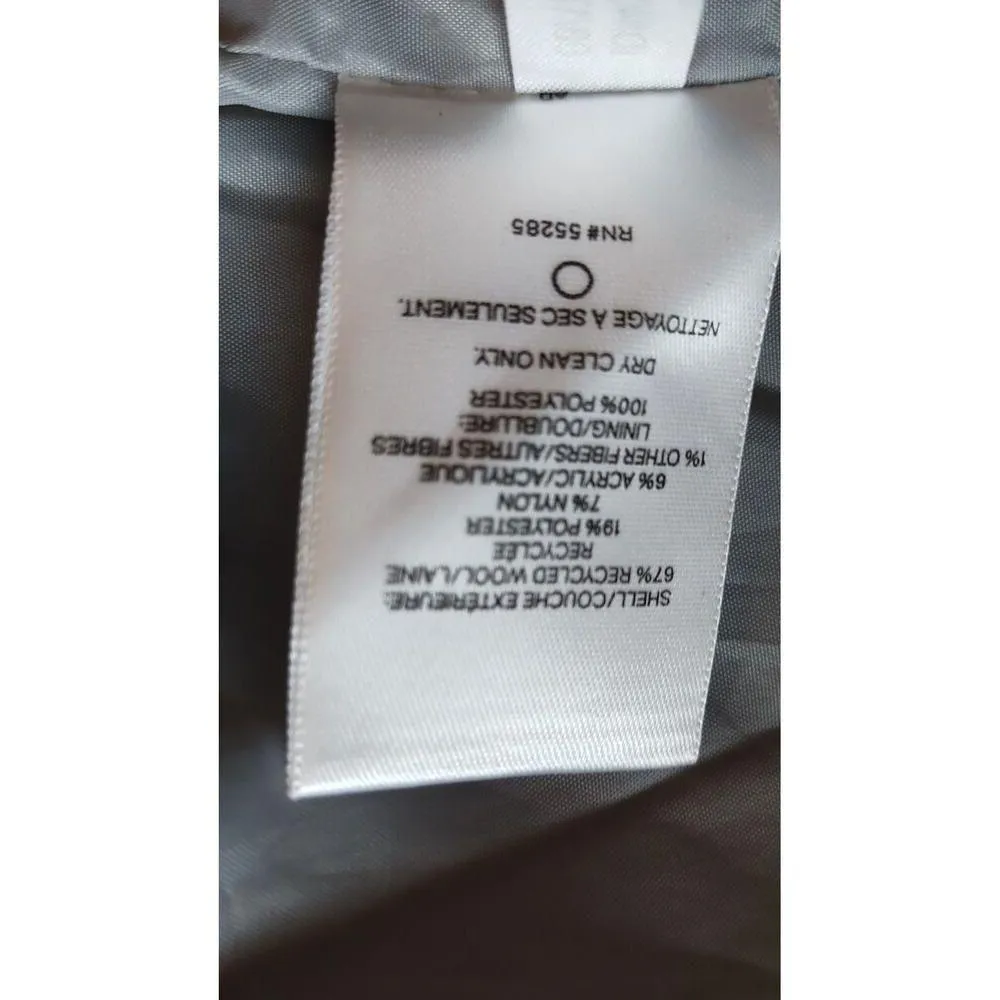 SHELL/COUCHE EXTÉRIEURE:
67% RECYCLED WOOL/LAINE
RECYCLÉE
19% POLYESTER
7% NYLON
6% ACRYLIC/ACRYLIQUE
1% OTHER FIBERS/AUTRES FIBRES
LINING/DOUBLURE:
100% POLYESTER
DRY CLEAN ONLY.
NETTOYAGE À SEC SEULEMENT.
RN# 55285